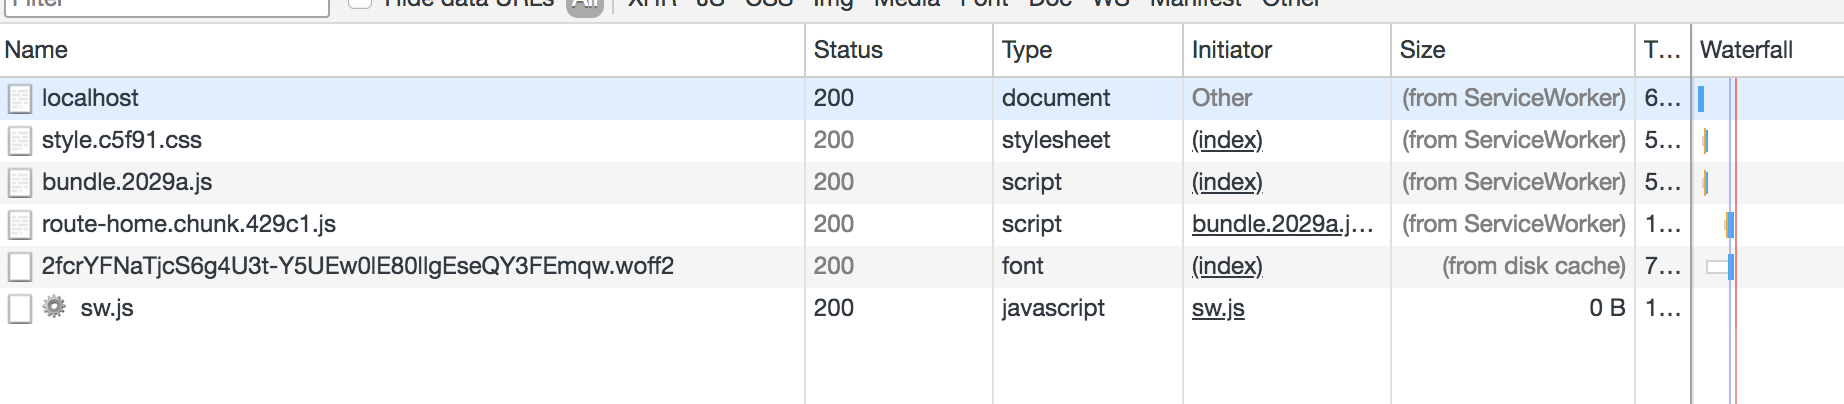 Filter Hide data URLs All XHR JS CSS Img Media Font Doc WS Manifest Other
Name Status Type Initiator Size T... Waterfall
localhost 200 document Other (from ServiceWorker) 6...
style.c5f91.css 200 stylesheet (index) (from ServiceWorker) 5...
bundle.2029a.js 200 script (index) (from ServiceWorker) 5...
route-home.chunk.429c1.js 200 script bundle.2029a.j... (from ServiceWorker) 1...
2fcrYFNaTjcS6g4U3t-Y5UEw0lE80llgEseQY3FEmqw.woff2 200 font (index) (from disk cache) 7...
sw.js 200 javascript sw.js 0 B 1...